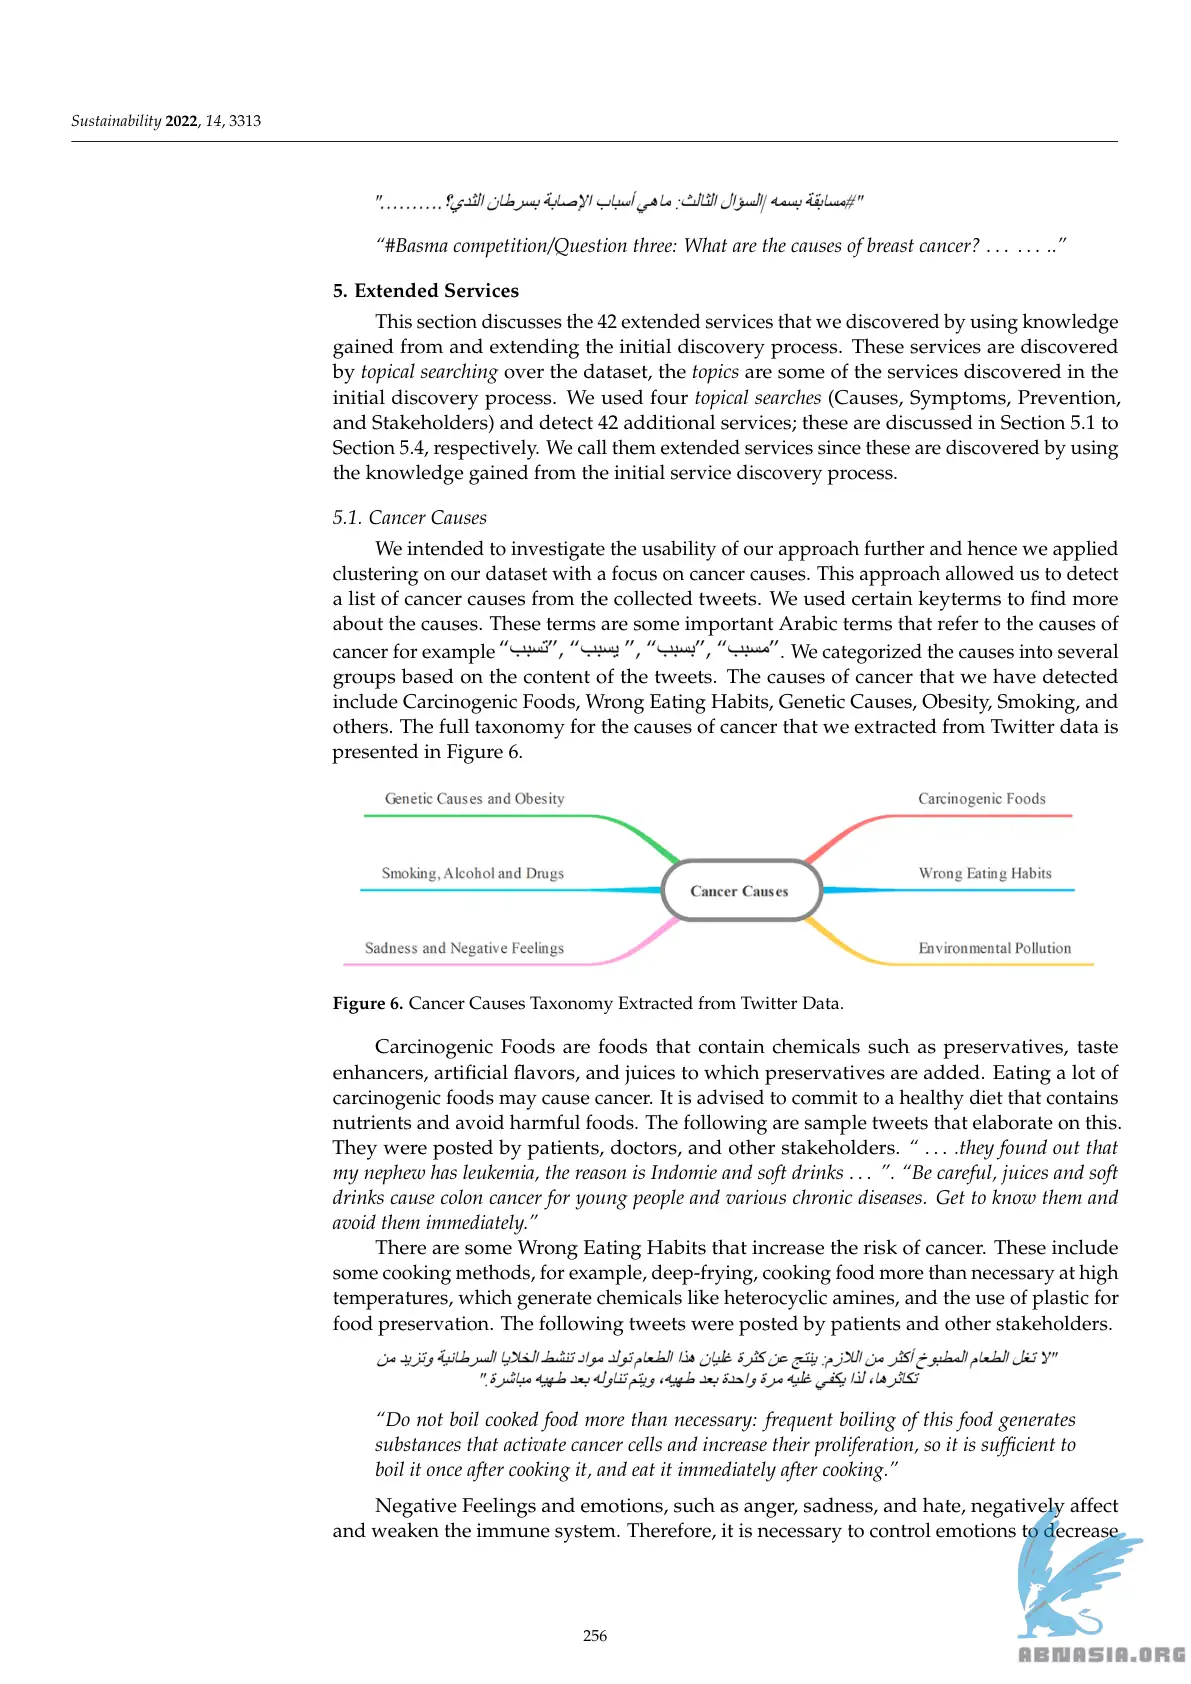 Sustainability 2022, 14, 3313
"#مسابقة بسمه /السؤال الثالث: ماهي أسباب الإصابة بسرطان الثدي؟.........."
“#Basma competition/Question three: What are the causes of breast cancer? . . . . . . ..”
5. Extended Services
This section discusses the 42 extended services that we discovered by using knowledge
gained from and extending the initial discovery process. These services are discovered
by topical searching over the dataset, the topics are some of the services discovered in the
initial discovery process. We used four topical searches (Causes, Symptoms, Prevention,
and Stakeholders) and detect 42 additional services; these are discussed in Section 5.1 to
Section 5.4, respectively. We call them extended services since these are discovered by using
the knowledge gained from the initial service discovery process.
5.1. Cancer Causes
We intended to investigate the usability of our approach further and hence we applied
clustering on our dataset with a focus on cancer causes. This approach allowed us to detect
a list of cancer causes from the collected tweets. We used certain keyterms to find more
about the causes. These terms are some important Arabic terms that refer to the causes of
cancer for example “تسبب”, “يسبب ”, “بسبب”, “مسبب”. We categorized the causes into several
groups based on the content of the tweets. The causes of cancer that we have detected
include Carcinogenic Foods, Wrong Eating Habits, Genetic Causes, Obesity, Smoking, and
others. The full taxonomy for the causes of cancer that we extracted from Twitter data is
presented in Figure 6.
Genetic Causes and Obesity
Carcinogenic Foods
Smoking, Alcohol and Drugs
Cancer Causes
Wrong Eating Habits
Sadness and Negative Feelings
Environmental Pollution
Figure 6. Cancer Causes Taxonomy Extracted from Twitter Data.
Carcinogenic Foods are foods that contain chemicals such as preservatives, taste
enhancers, artificial flavors, and juices to which preservatives are added. Eating a lot of
carcinogenic foods may cause cancer. It is advised to commit to a healthy diet that contains
nutrients and avoid harmful foods. The following are sample tweets that elaborate on this.
They were posted by patients, doctors, and other stakeholders. “ . . . .they found out that
my nephew has leukemia, the reason is Indomie and soft drinks . . . ”. “Be careful, juices and soft
drinks cause colon cancer for young people and various chronic diseases. Get to know them and
avoid them immediately.”
There are some Wrong Eating Habits that increase the risk of cancer. These include
some cooking methods, for example, deep-frying, cooking food more than necessary at high
temperatures, which generate chemicals like heterocyclic amines, and the use of plastic for
food preservation. The following tweets were posted by patients and other stakeholders.
"لا تغل الطعام المطبوخ أكثر من اللازم: ينتج عن كثرة غليان هذا الطعام تولد مواد تنشط الخلايا السرطانية وتزيد من
تكاثرها، لذا يكفي غليه مرة واحدة بعد طهيه، ويتم تناوله بعد طهيه مباشرة."
“Do not boil cooked food more than necessary: frequent boiling of this food generates
substances that activate cancer cells and increase their proliferation, so it is sufficient to
boil it once after cooking it, and eat it immediately after cooking.”
Negative Feelings and emotions, such as anger, sadness, and hate, negatively affect
and weaken the immune system. Therefore, it is necessary to control emotions to decrease
256
ABNASIA.ORG